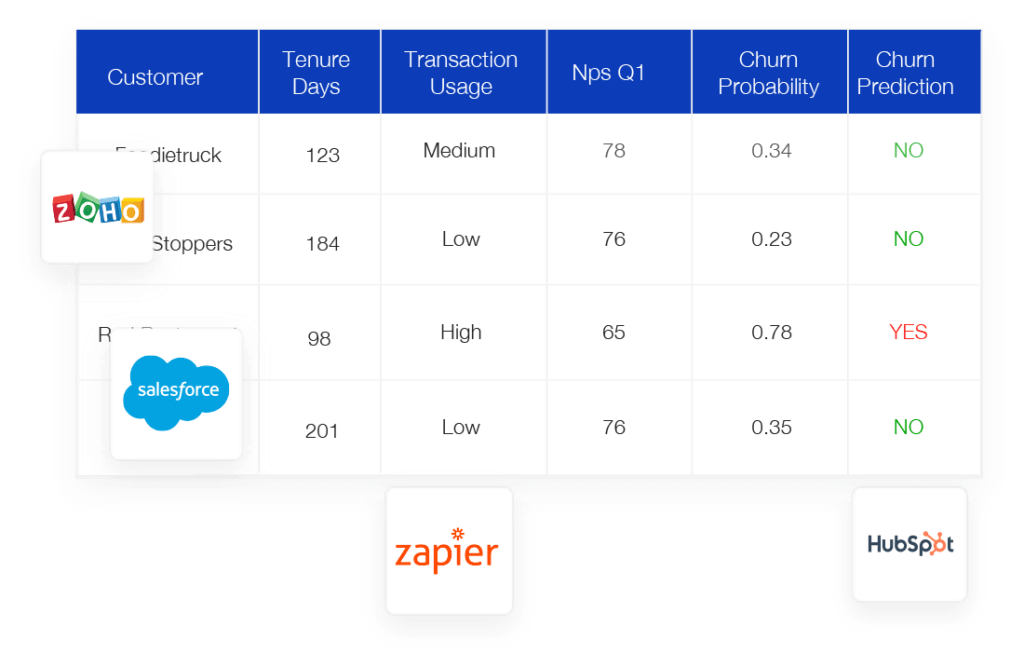 Customer
Tenure Days
Transaction Usage
Nps Q1
Churn Probability
Churn Prediction
Foodietruck 123 Medium 78 0.34 NO
Stoppers 184 Low 76 0.23 NO
98 High 65 0.78 YES
201 Low 76 0.35 NO
ZOHO
salesforce
zapier
HubSpot